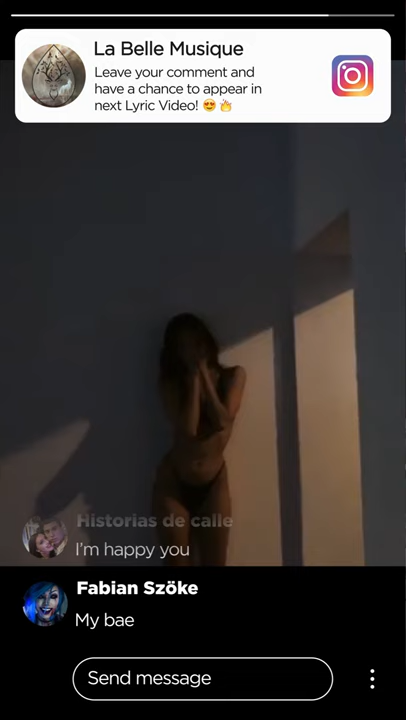 La Belle Musique
Leave your comment and
have a chance to appear in
next Lyric Video! 😍🔥
Historias de calle
I'm happy you
Fabian Szöke
My bae
Send message